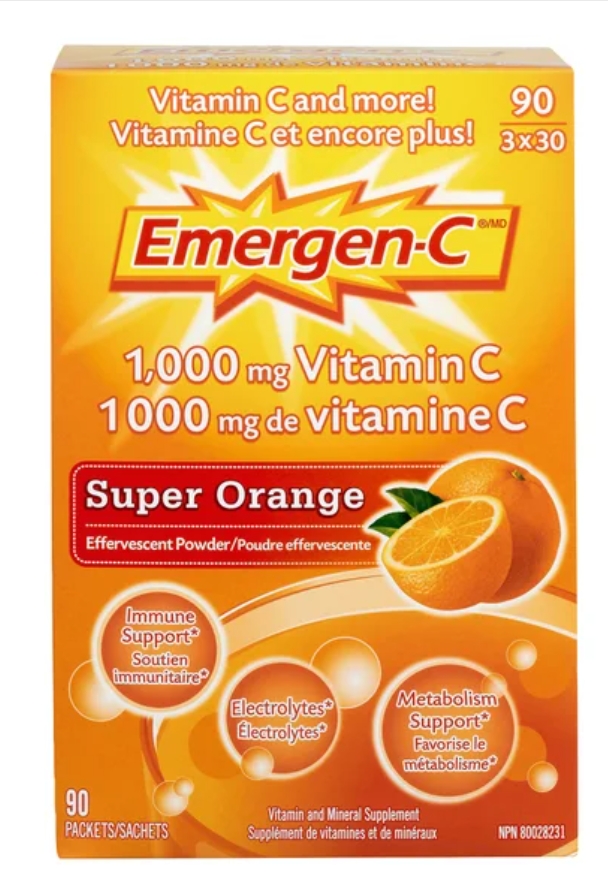 Vitamin C and more!
Vitamine C et encore plus!
90
3x30
Emergen-C®/MD
1,000 mg Vitamin C
1 000 mg de vitamine C
Super Orange
Effervescent Powder/Poudre effervescente
Immune
Support*
Soutien
immunitaire*
Electrolytes*
Électrolytes*
Metabolism
Support*
Favorise le
métabolisme*
90
PACKETS/SACHETS
Vitamin and Mineral Supplement
Supplément de vitamines et de minéraux
NPN 80028231